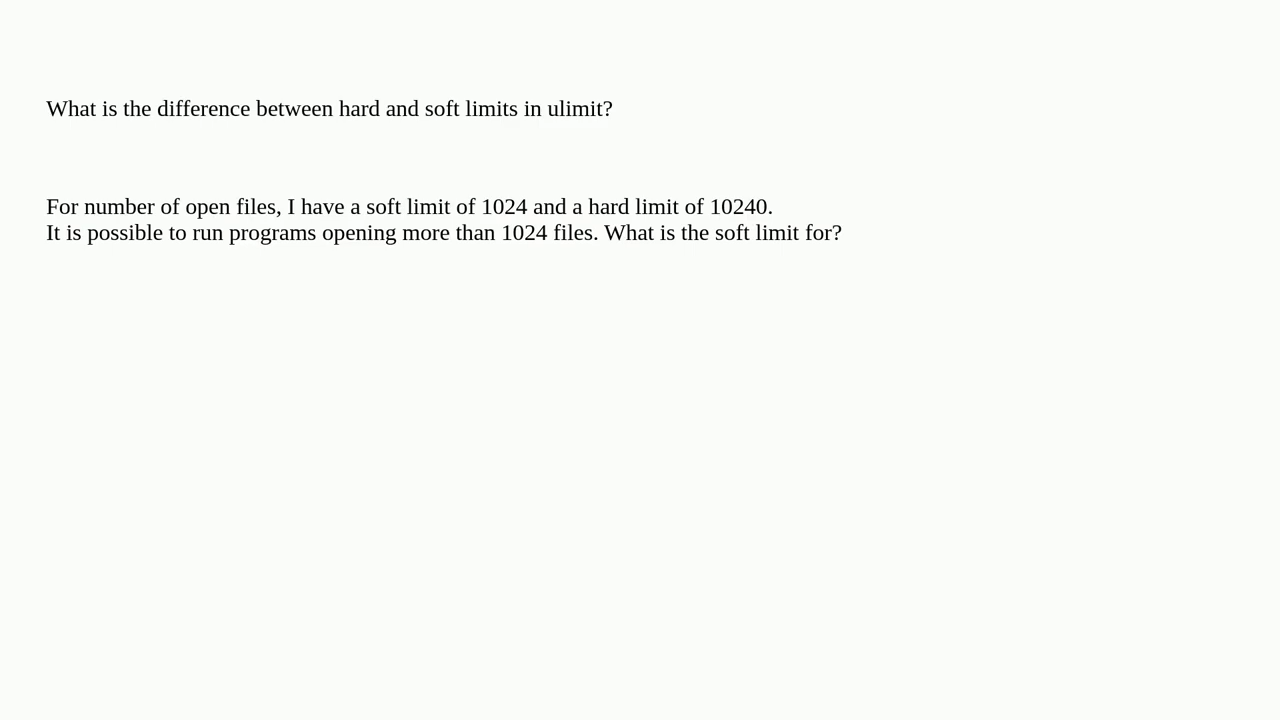 What is the difference between hard and soft limits in ulimit?
For number of open files, I have a soft limit of 1024 and a hard limit of 10240.
It is possible to run programs opening more than 1024 files. What is the soft limit for?